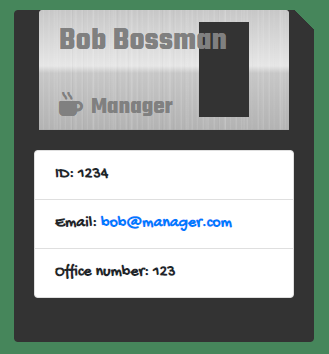 Bob Bossman
Manager
ID: 1234
Email: bob@manager.com
Office number: 123